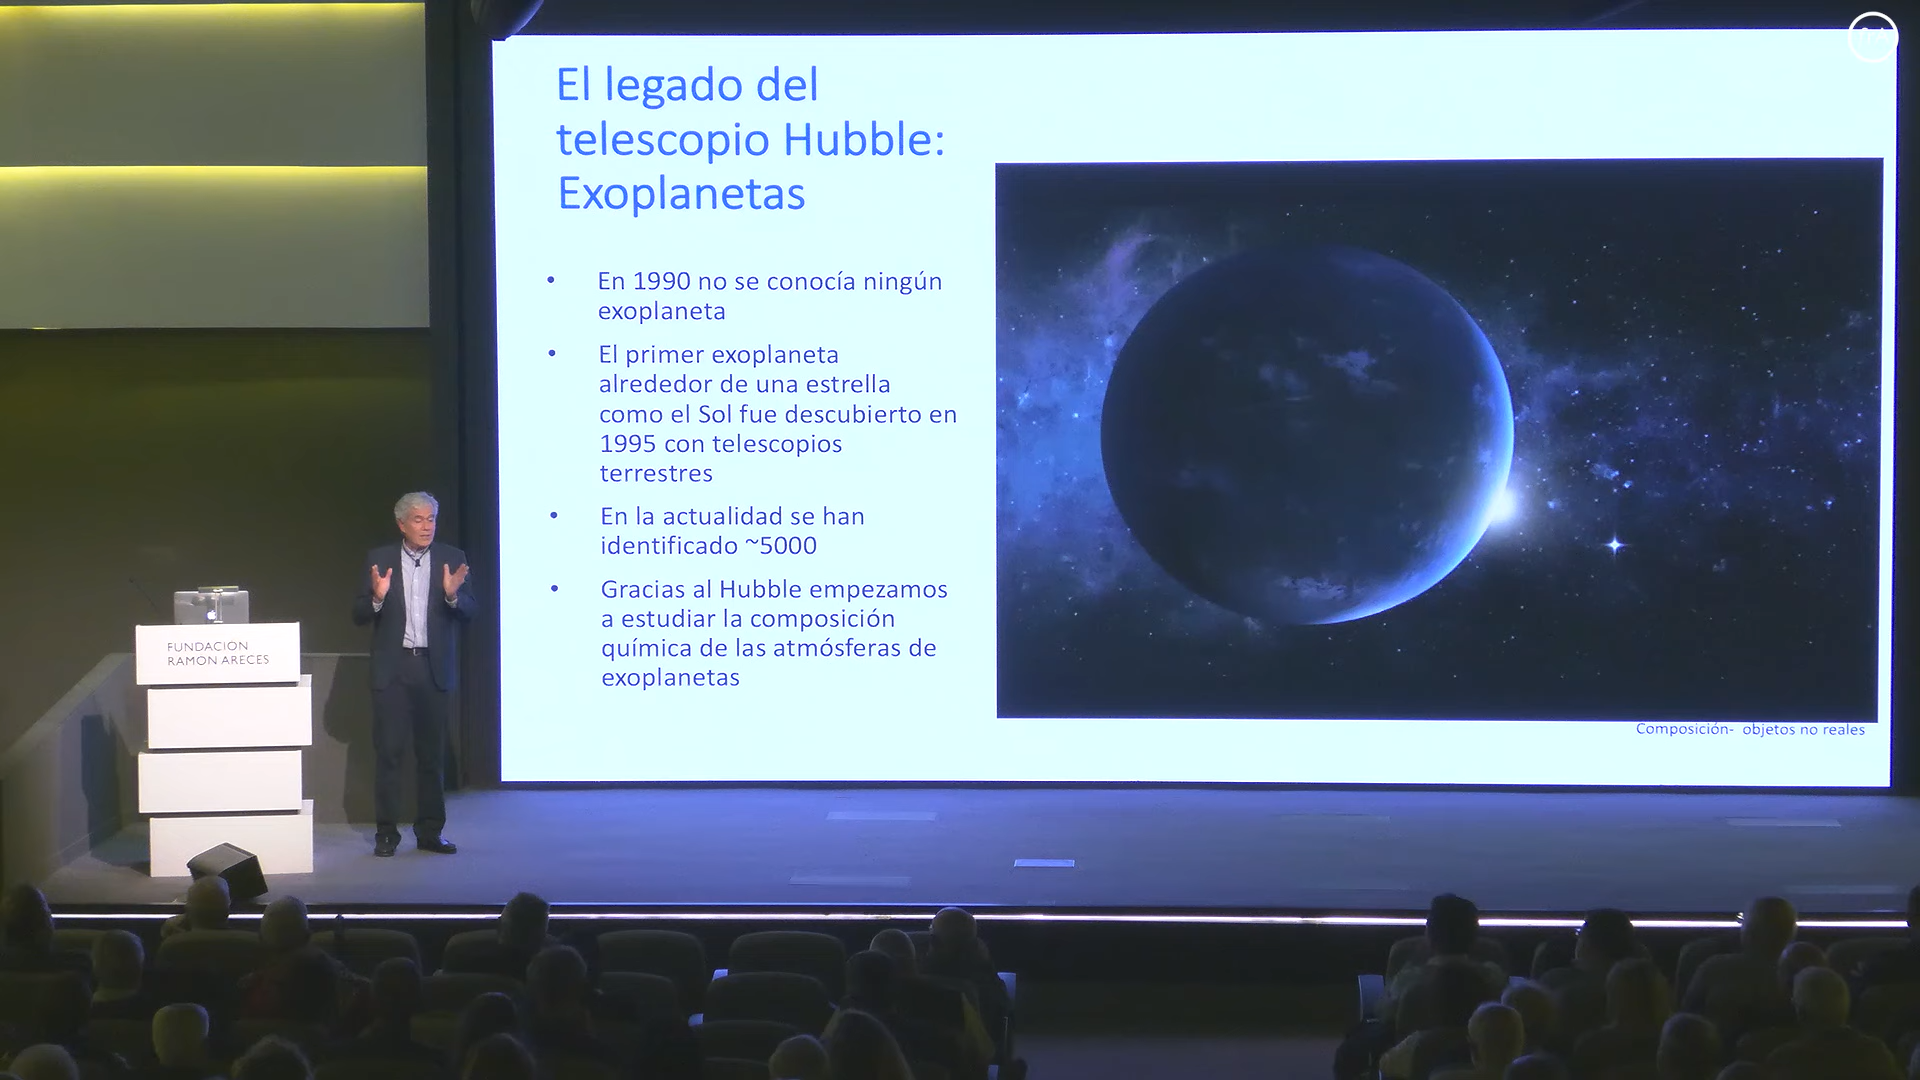 El legado del
telescopio Hubble:
Exoplanetas
• En 1990 no se conocía ningún
exoplaneta
• El primer exoplaneta
alrededor de una estrella
como el Sol fue descubierto en
1995 con telescopios
terrestres
• En la actualidad se han
identificado ~5000
• Gracias al Hubble empezamos
a estudiar la composición
química de las atmósferas de
exoplanetas
Composición- objetos no reales
FUNDACION
RAMON ARECES